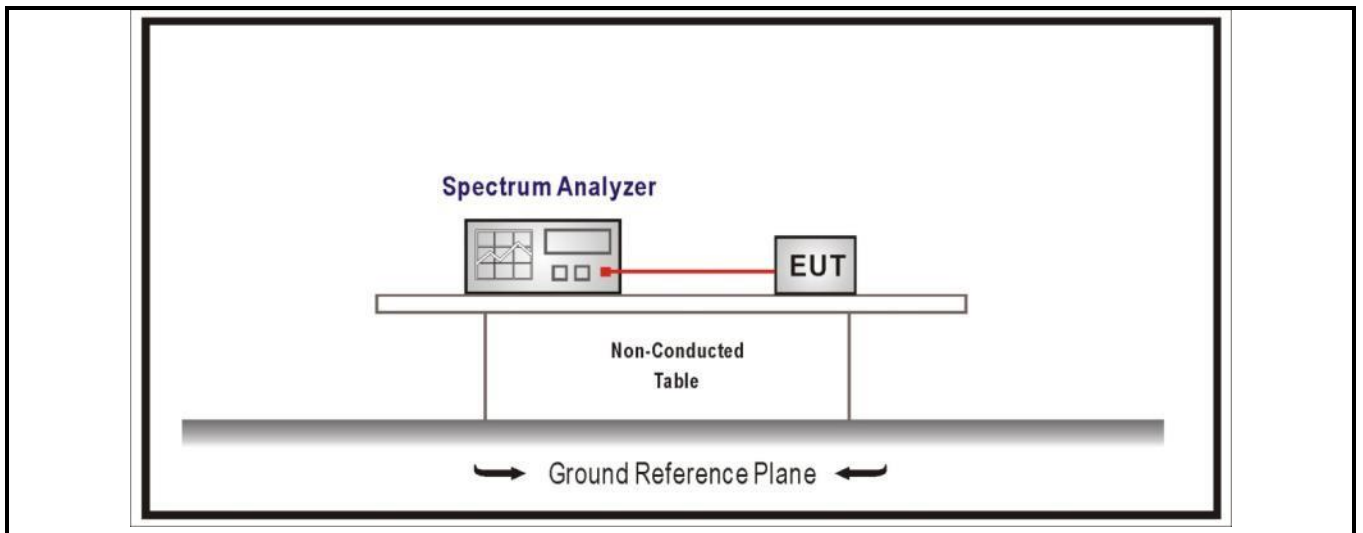 Spectrum Analyzer
EUT
Non-Conducted
Table
Ground Reference Plane